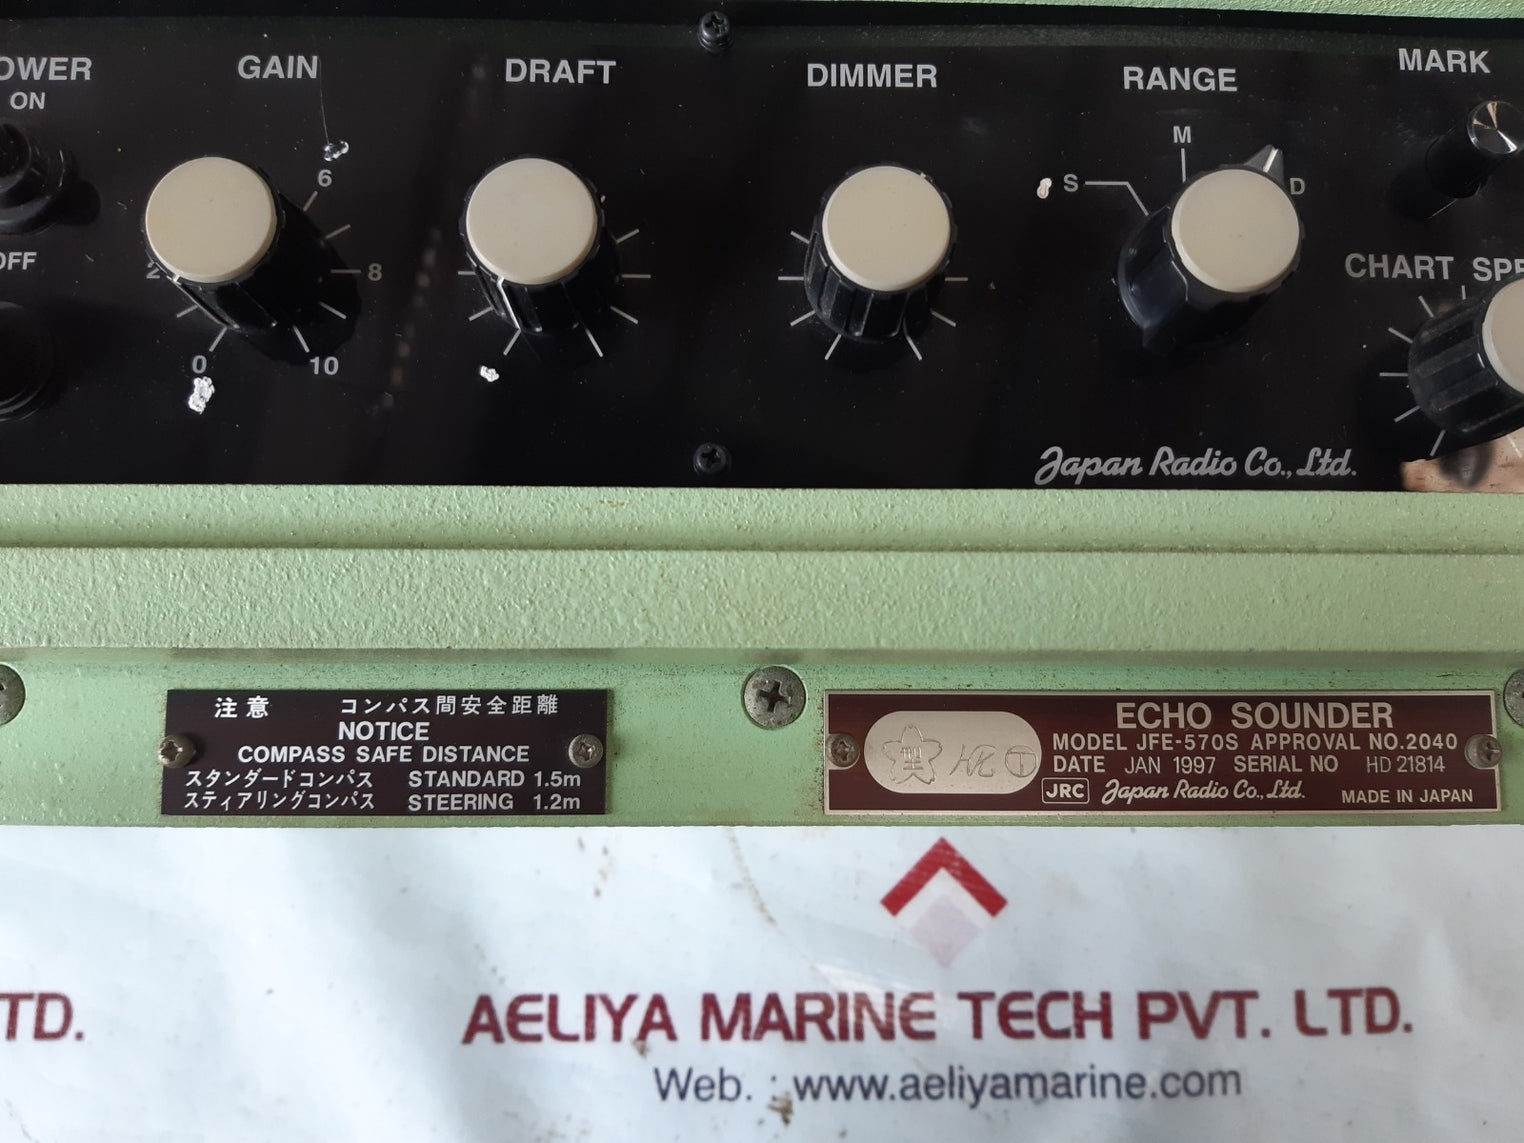 OWER
ON
OFF
GAIN
6
2
8
0
10
DRAFT
DIMMER
RANGE
S
M
D
MARK
CHART SPE
Japan Radio Co., Ltd.
注意 コンパス間安全距離
NOTICE
COMPASS SAFE DISTANCE
スタンダードコンパス STANDARD 1.5m
スティアリングコンパス STEERING 1.2m
ECHO SOUNDER
MODEL JFE-570S APPROVAL NO.2040
DATE JAN 1997 SERIAL NO HD 21814
JRC Japan Radio Co., Ltd. MADE IN JAPAN
TD.
AELIYA MARINE TECH PVT. LTD.
Web. : www.aeliyamarine.com